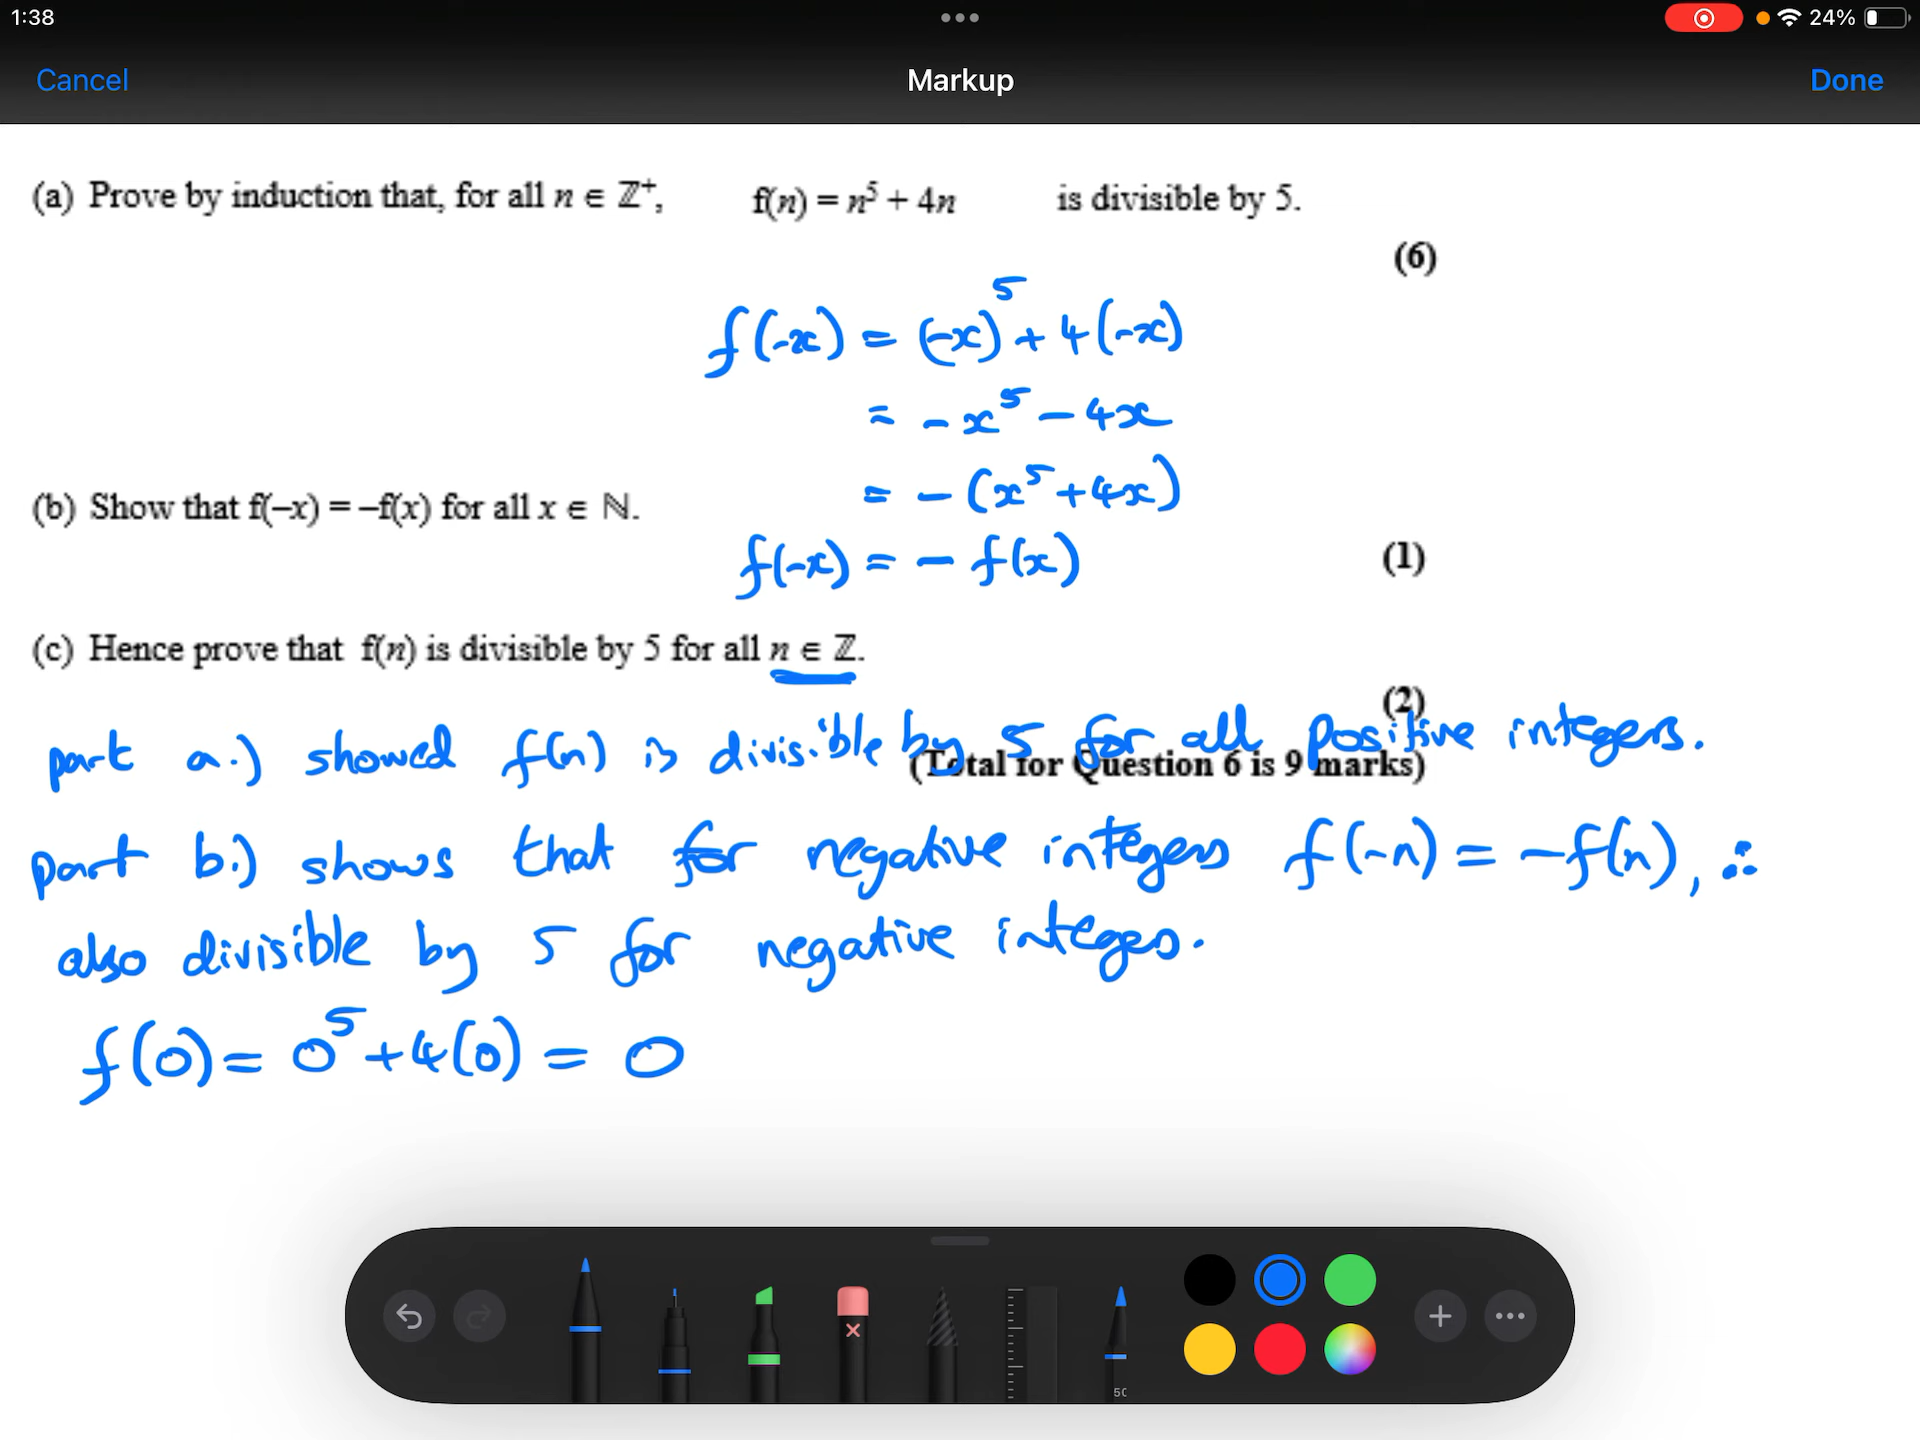 1:38
24%
Cancel
Markup
Done
(a) Prove by induction that, for all n ∈ ℤ⁺, f(n) = n⁵ + 4n is divisible by 5.
(6)
f(-x) = (-x)⁵ + 4(-x)
= -x⁵ - 4x
= - (x⁵ + 4x)
(b) Show that f(–x) = –f(x) for all x ∈ ℕ.
f(-x) = - f(x)
(1)
(c) Hence prove that f(n) is divisible by 5 for all n ∈ ℤ.
(2)
part a.) showed f(n) is divisible by 5 for all positive integers.
(Total for Question 6 is 9 marks)
part b.) shows that for negative integers f(-n) = -f(n), ∴
also divisible by 5 for negative integers.
f(0) = 0⁵ + 4(0) = 0
50